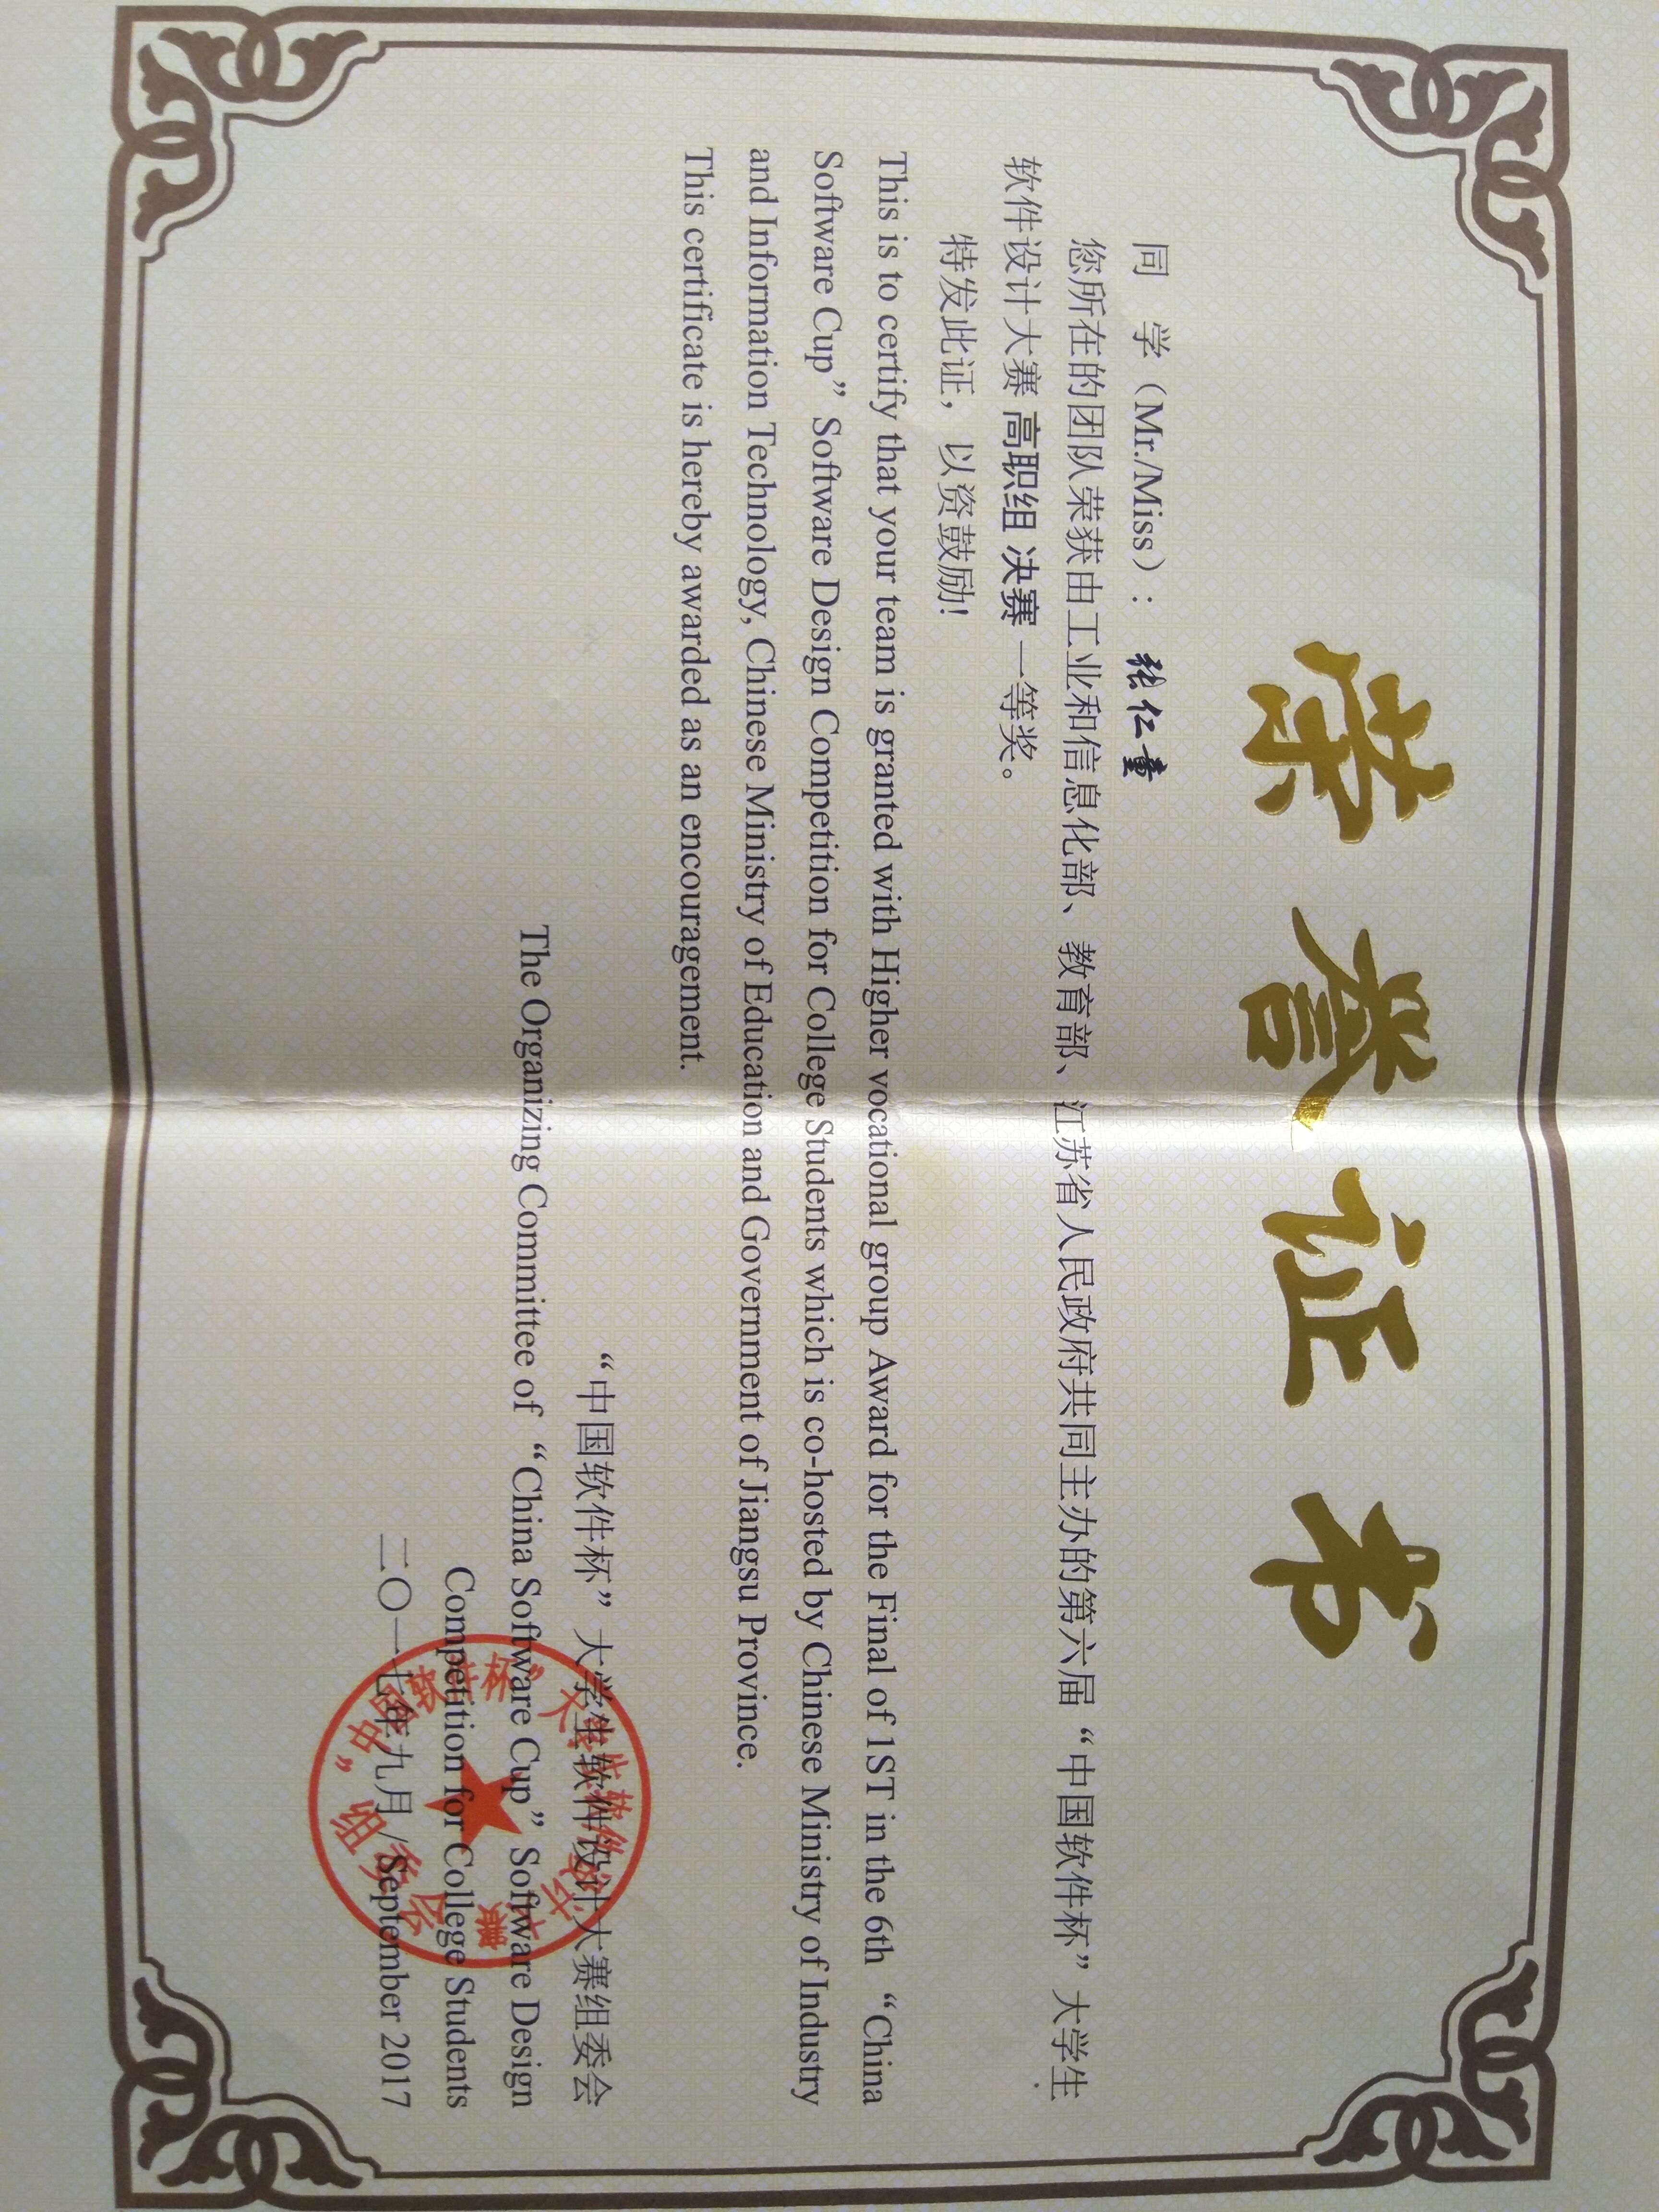 荣誉证书
同 学（Mr./Miss）: 张仁童
您所在的团队荣获由工业和信息化部、教育部、江苏省人民政府共同主办的第六届“中国软件杯”大学生
软件设计大赛 高职组 决赛 一等奖。
特发此证，以资鼓励!
This is to certify that your team is granted with Higher vocational group Award for the Final of 1ST in the 6th “China
Software Cup” Software Design Competition for College Students which is co-hosted by Chinese Ministry of Industry
and Information Technology, Chinese Ministry of Education and Government of Jiangsu Province.
This certificate is hereby awarded as an encouragement.
“中国软件杯”大学生软件设计大赛组委会
The Organizing Committee of “China Software Cup” Software Design
Competition for College Students
二〇一七年九月 / September 2017
“中国软件杯”大学生软件设计大赛
组委会